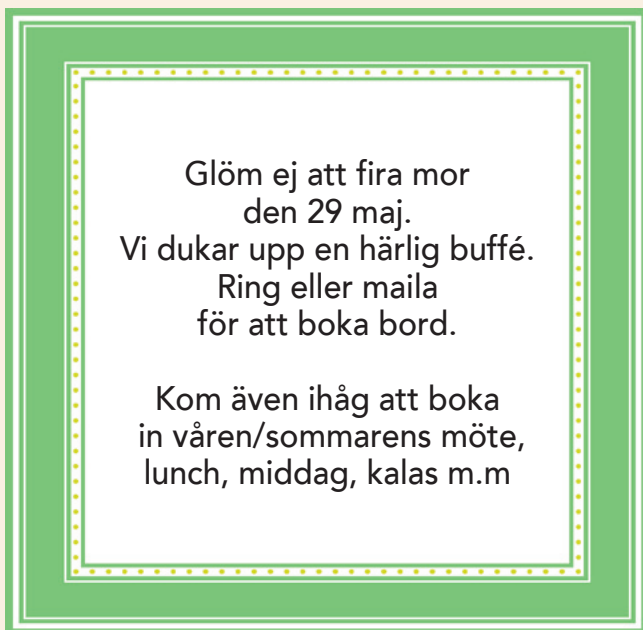 Glöm ej att fira mor
den 29 maj.
Vi dukar upp en härlig buffé.
Ring eller maila
för att boka bord.
Kom även ihåg att boka
in våren/sommarens möte,
lunch, middag, kalas m.m